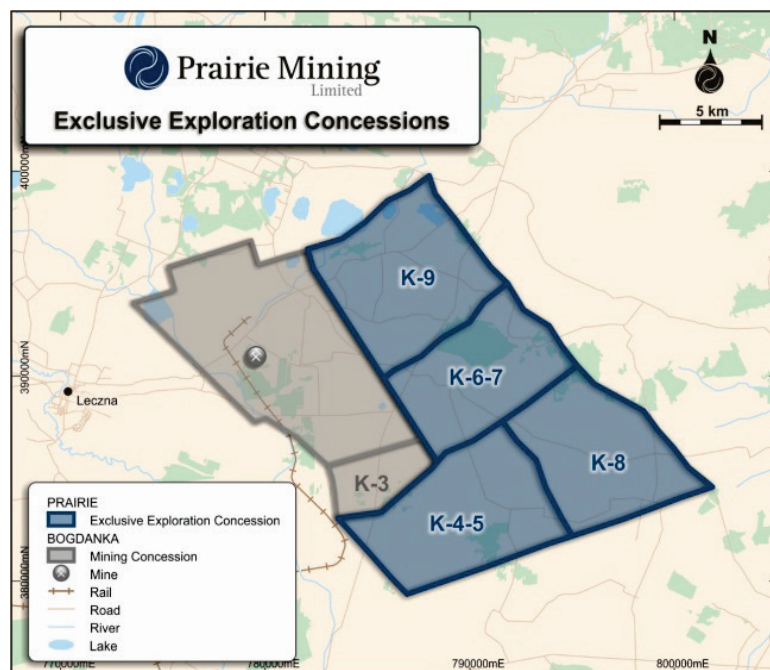 Prairie Mining
Limited
Exclusive Exploration Concessions
N
5 km
400000mN
390000mN
380000mN
K-9
K-6-7
K-8
K-3
K-4-5
Leczna
PRAIRIE
Exclusive Exploration Concession
BOGDANKA
Mining Concession
Mine
Rail
Road
River
Lake
770000mE
780000mE
790000mE
800000mE